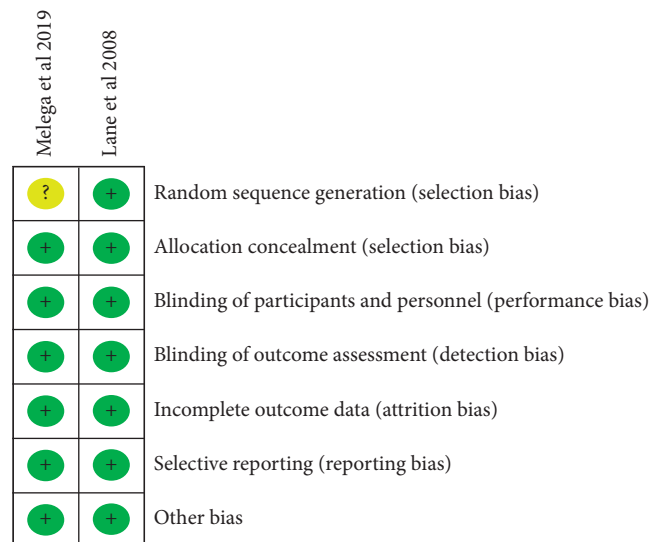 Melega et al 2019
Lane et al 2008
? + Random sequence generation (selection bias)
+ + Allocation concealment (selection bias)
+ + Blinding of participants and personnel (performance bias)
+ + Blinding of outcome assessment (detection bias)
+ + Incomplete outcome data (attrition bias)
+ + Selective reporting (reporting bias)
+ + Other bias